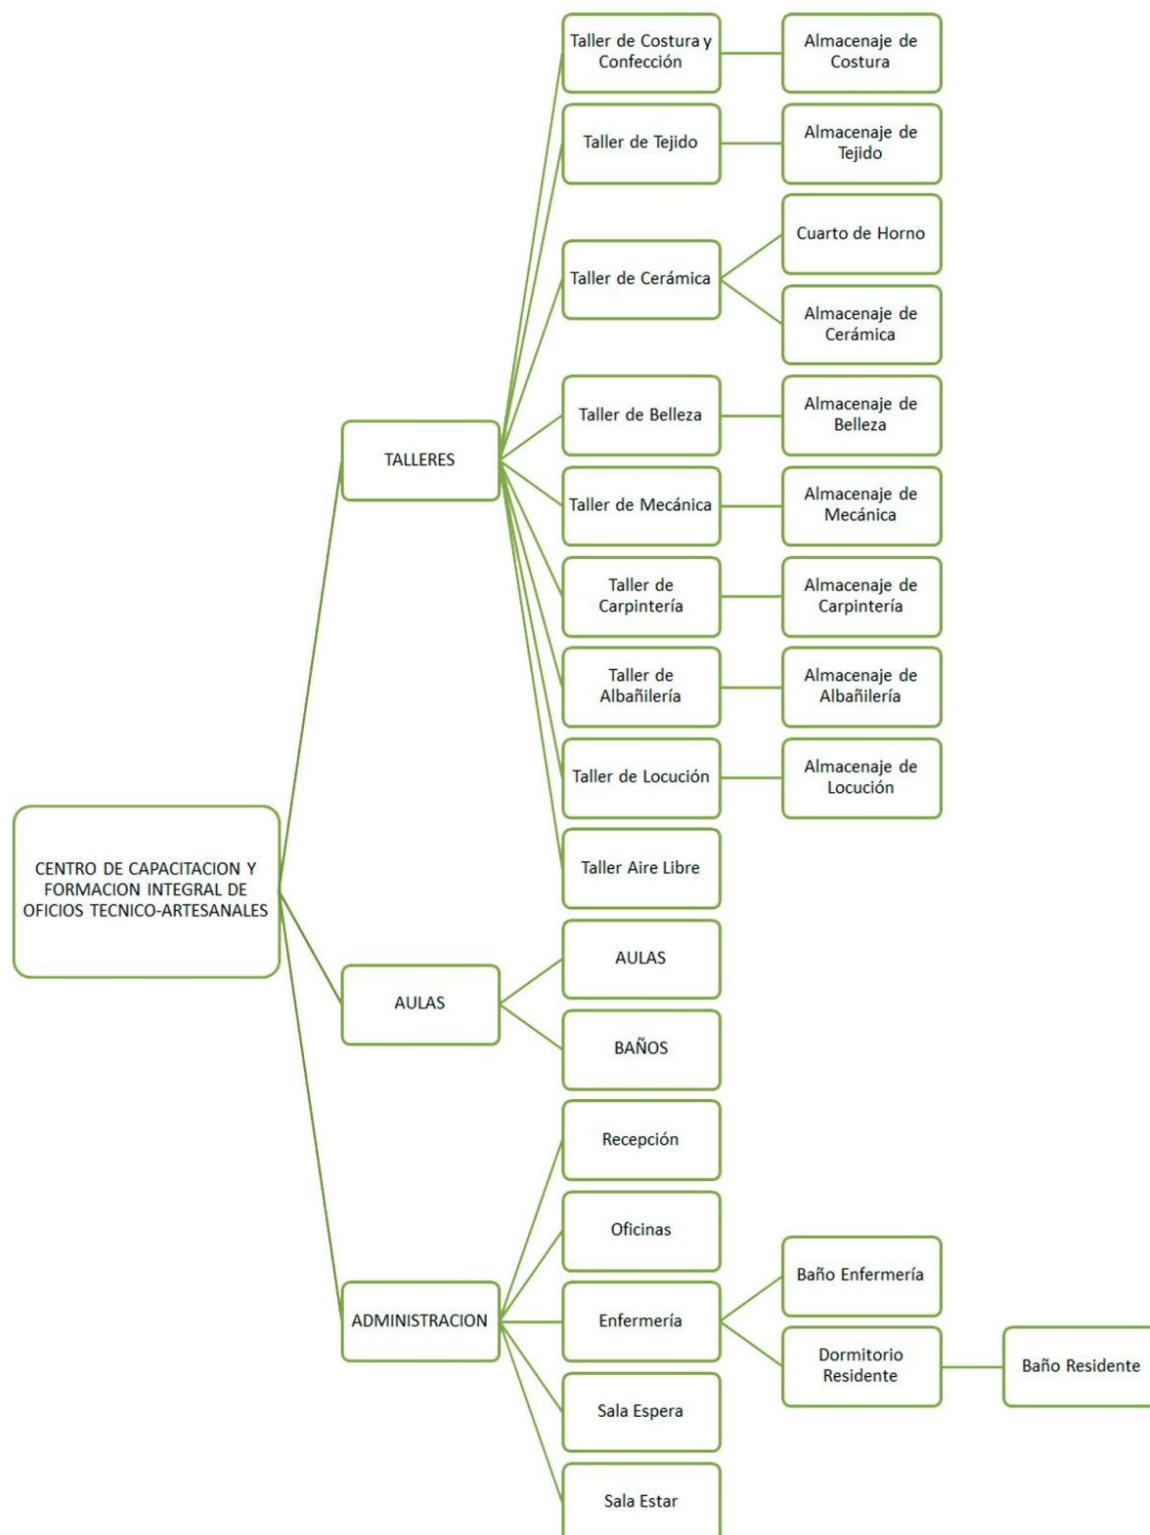 Taller de Costura y
Confección
Almacenaje de
Costura
Taller de Tejido
Almacenaje de
Tejido
Cuarto de Horno
Taller de Cerámica
Almacenaje de
Cerámica
Taller de Belleza
Almacenaje de
Belleza
TALLERES
Taller de Mecánica
Almacenaje de
Mecánica
Taller de
Carpintería
Almacenaje de
Carpintería
Taller de
Albañilería
Almacenaje de
Albañilería
Taller de Locución
Almacenaje de
Locución
Taller Aire Libre
CENTRO DE CAPACITACION Y
FORMACION INTEGRAL DE
OFICIOS TECNICO-ARTESANALES
AULAS
AULAS
BAÑOS
Recepción
Oficinas
Baño Enfermería
ADMINISTRACION
Enfermería
Dormitorio
Residente
Baño Residente
Sala Espera
Sala Estar